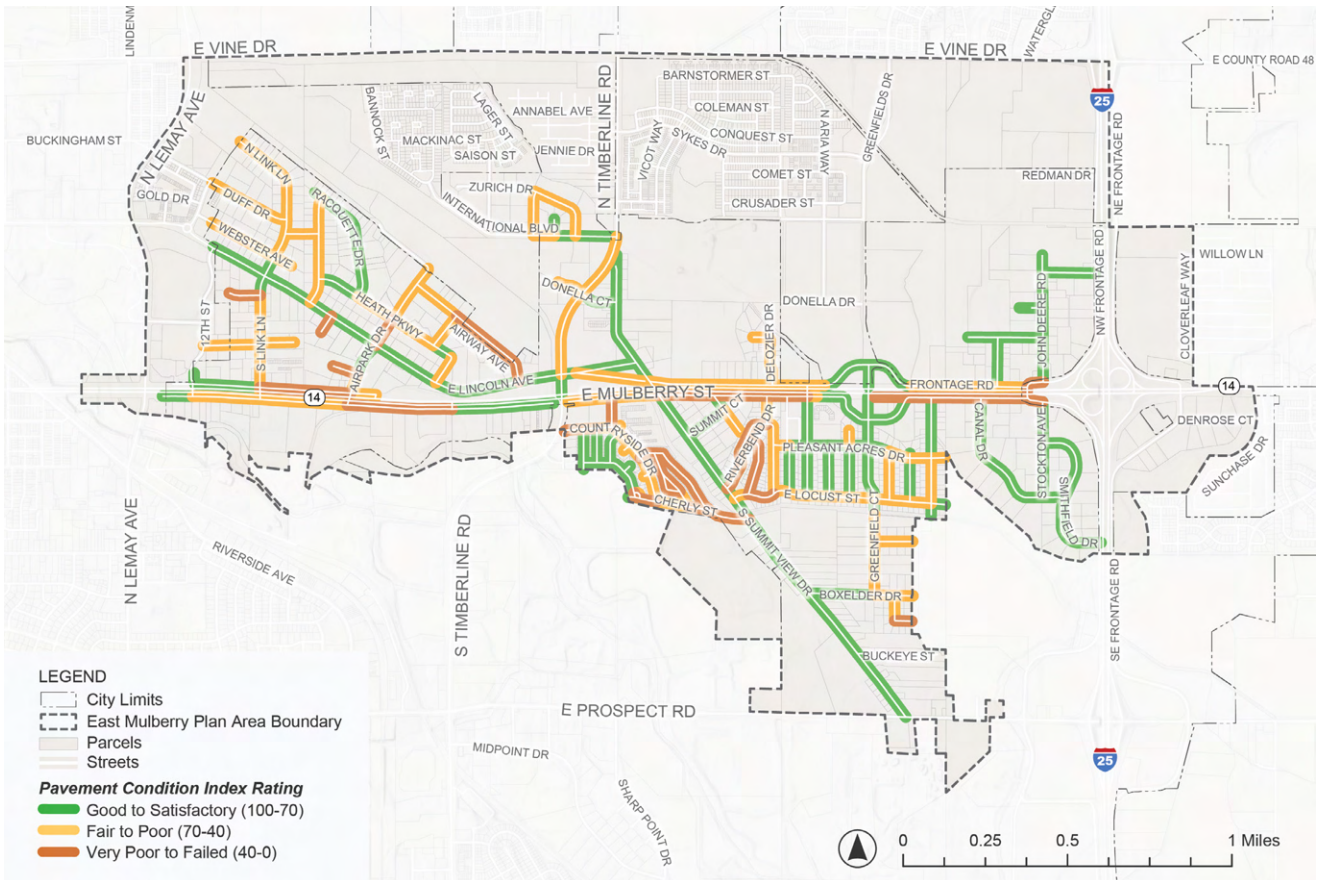 LINDENM
E VINE DR
E VINE DR
WATERGL
E COUNTY ROAD 48
N LEMAY AVE
BUCKINGHAM ST
BANNOCK ST
LAGER ST
ANNABEL AVE
MACKINAC ST
SAISON ST
JENNIE DR
N TIMBERLINE RD
BARNSTORMER ST
COLEMAN ST
CONQUEST ST
SYKES DR
VICOT WAY
N ARIA WAY
COMET ST
CRUSADER ST
GREENFIELDS DR
25
NE FRONTAGE RD
REDMAN DR
GOLD DR
N LINK LN
DUFF DR
E WEBSTER AVE
RACQUETTE DR
ZURICH DR
INTERNATIONAL BLVD
WILLOW LN
CLOVERLEAF WAY
NW FRONTAGE RD
JOHN DEERE RD
12TH ST
S LINK LN
HEATH PKWY
AIRPARK DR
AIRWAY AVE
DONELLA CT
DONELLA DR
DELOZIER DR
E LINCOLN AVE
14
E MULBERRY ST
FRONTAGE RD
14
SUMMIT CT
COUNTRYSIDE DR
RIVERBEND DR
PLEASANT ACRES DR
CANAL DR
STOCKTON AVE
DENROSE CT
SUNCHASE DR
CHERLY ST
E LOCUST ST
GREENFIELD CT
SMITHFIELD DR
N LEMAY AVE
RIVERSIDE AVE
S TIMBERLINE RD
S SUMMIT VIEW DR
BOXELDER DR
BUCKEYE ST
SE FRONTAGE RD
E PROSPECT RD
MIDPOINT DR
SHARP POINT DR
25
LEGEND
City Limits
East Mulberry Plan Area Boundary
Parcels
Streets
Pavement Condition Index Rating
Good to Satisfactory (100-70)
Fair to Poor (70-40)
Very Poor to Failed (40-0)
0 0.25 0.5 1 Miles